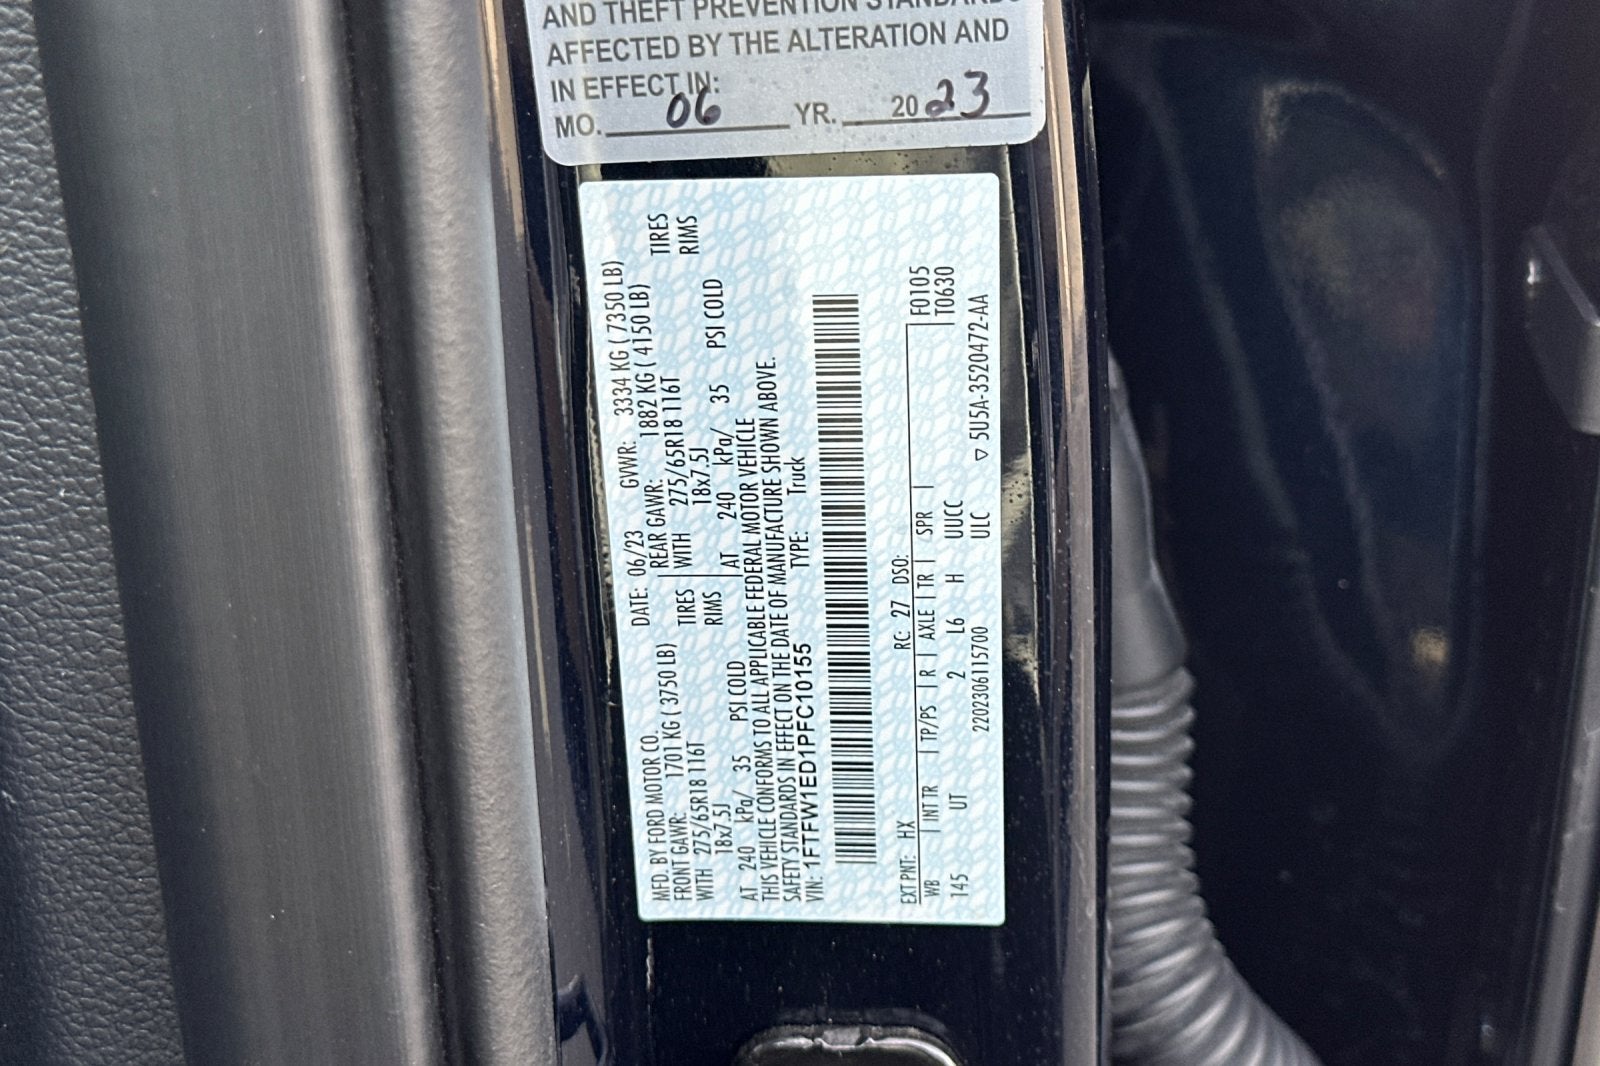 AND THEFT PREVENTION STANDARDS
AFFECTED BY THE ALTERATION AND
IN EFFECT IN:
MO. 06 YR. 2023
MFD. BY FORD MOTOR CO.
DATE: 06/23 GVWR: 3334 KG ( 7350 LB)
FRONT GAWR: 1701 KG ( 3750 LB)
REAR GAWR: 1882 KG ( 4150 LB)
WITH 275/65R18 116T TIRES
WITH 275/65R18 116T TIRES
18x7.5J RIMS
18x7.5J RIMS
AT 240 kPa/ 35 PSI COLD
AT 240 kPa/ 35 PSI COLD
THIS VEHICLE CONFORMS TO ALL APPLICABLE FEDERAL MOTOR VEHICLE
SAFETY STANDARDS IN EFFECT ON THE DATE OF MANUFACTURE SHOWN ABOVE.
VIN: 1FTFW1ED1PFC10155 TYPE: Truck
EXT PNT: HX RC: 27 DSO: F0105
WB INT TR TP/PS R AXLE TR SPR T0630
145 UT 2 L6 H UUCC
22023061 15700 ULC ▽ 5U5A-3520472-AA